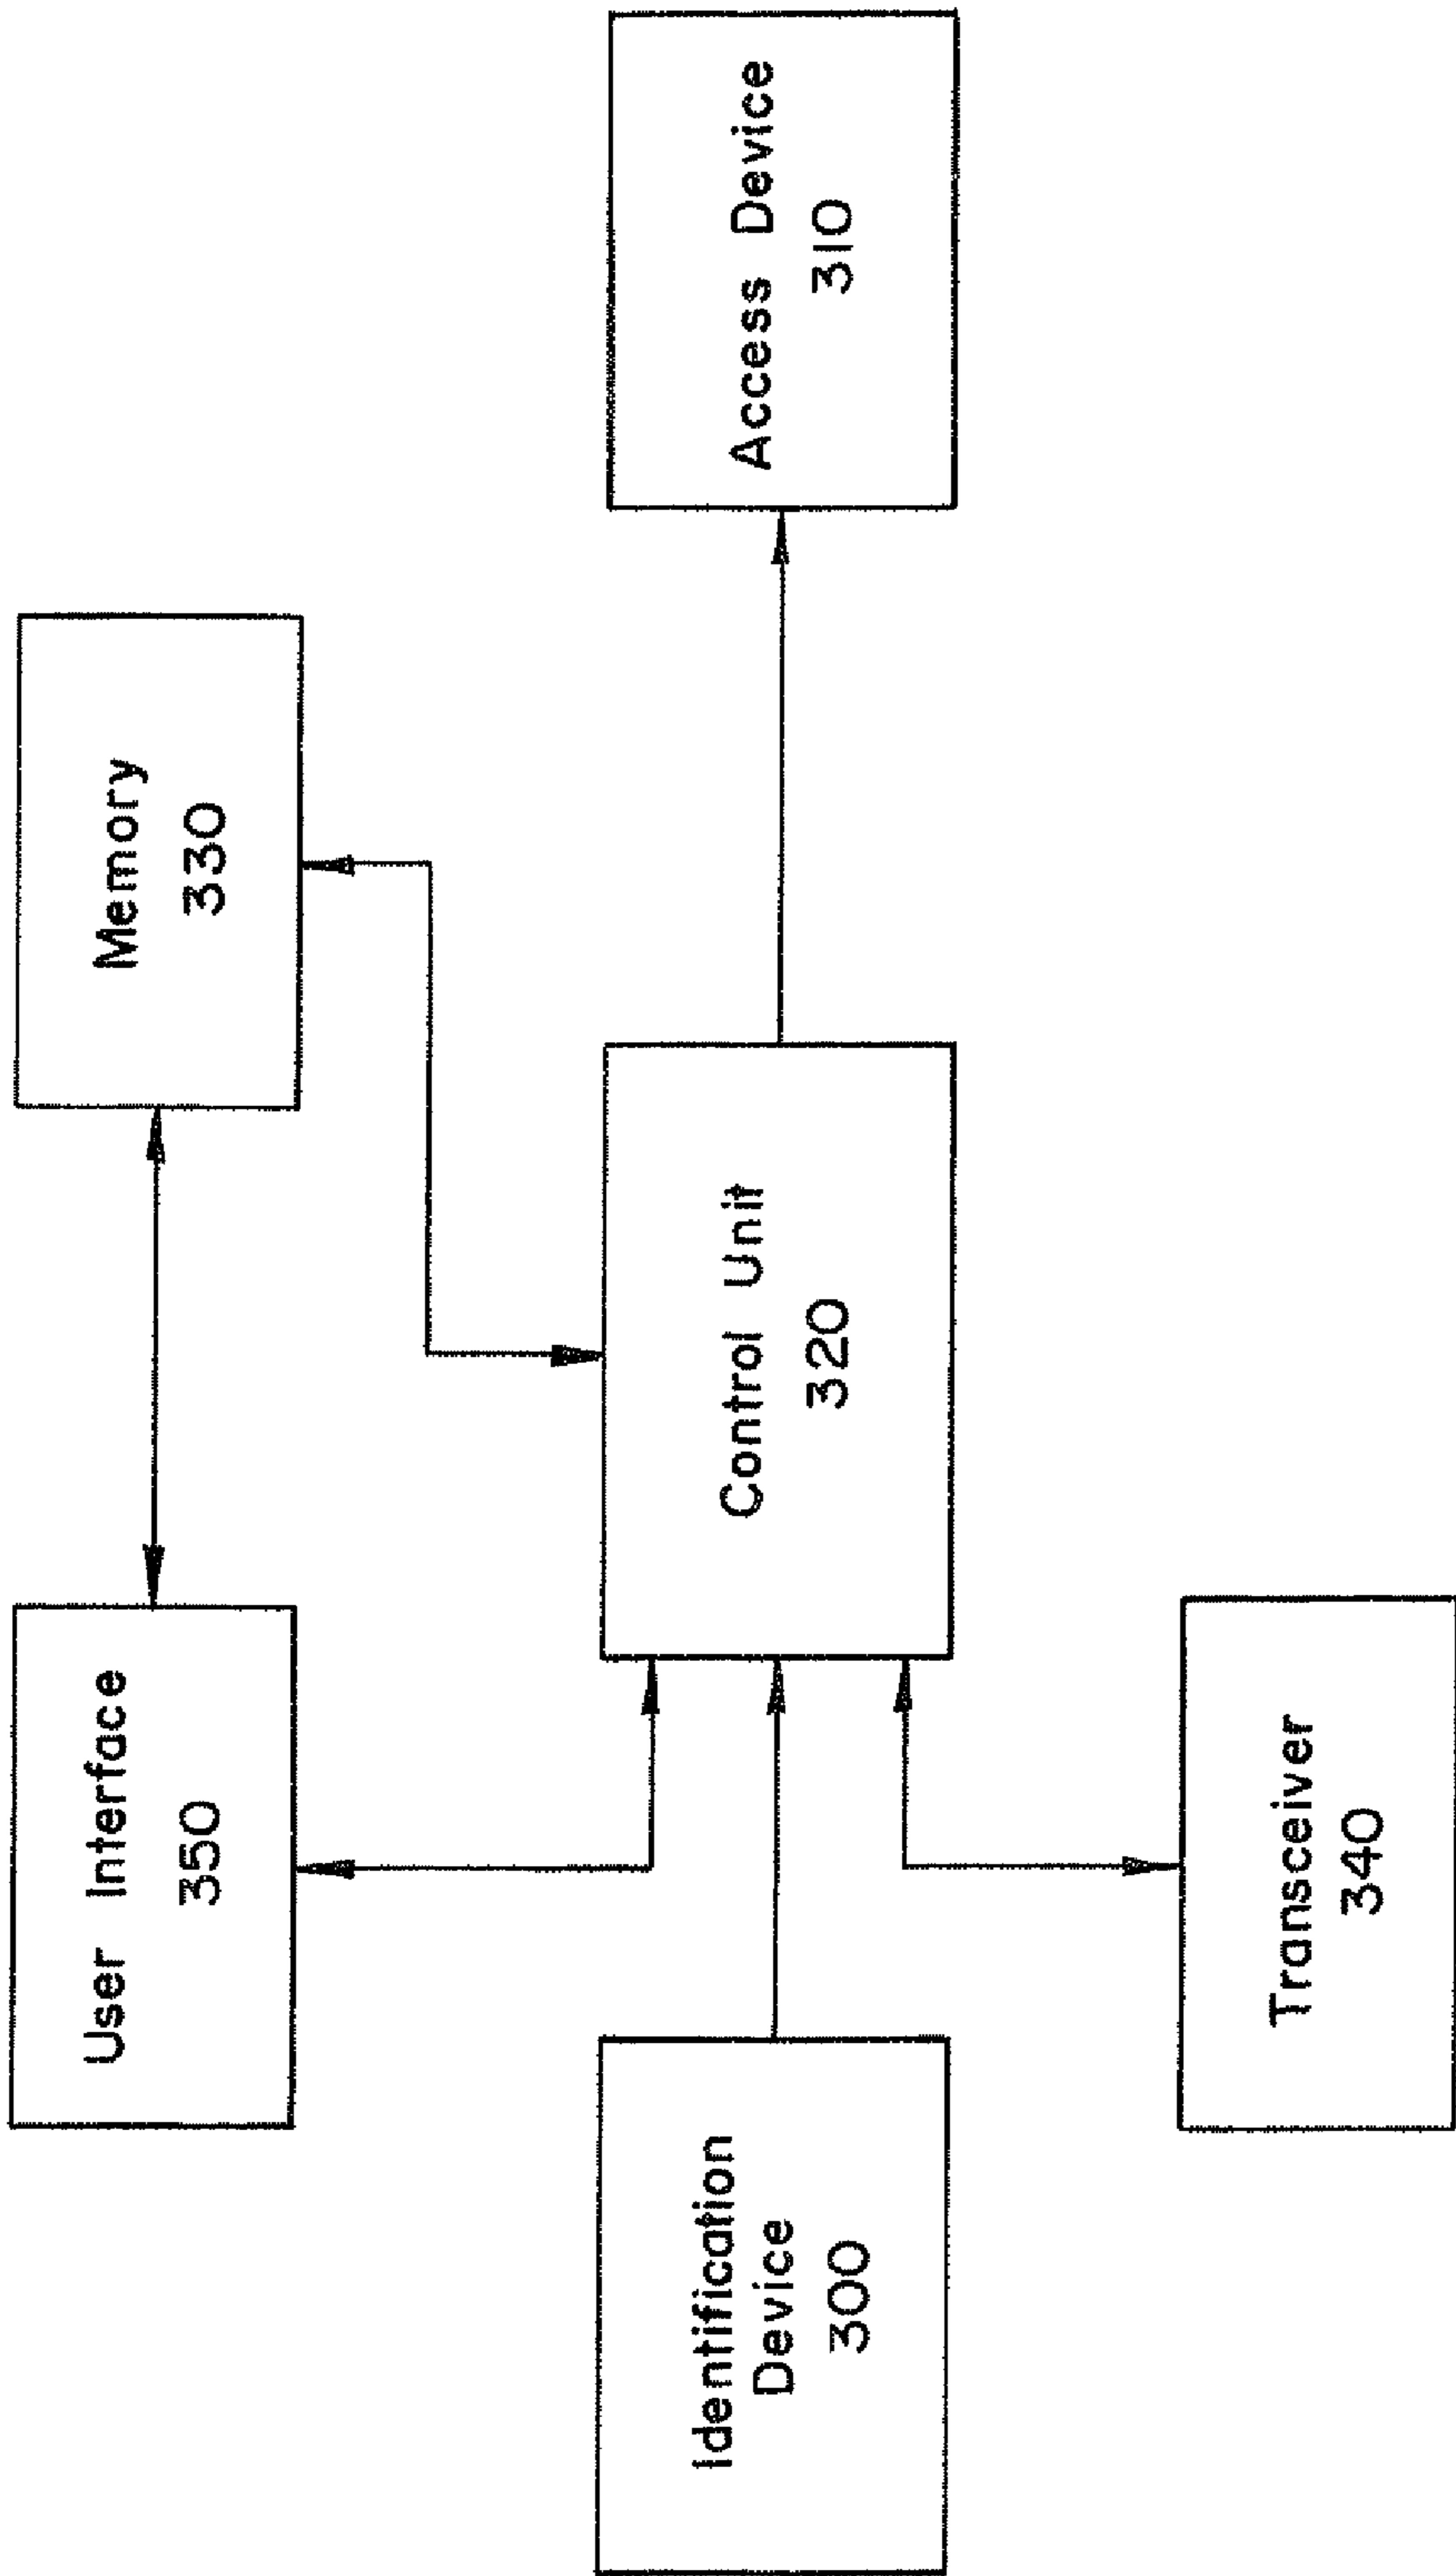 User Interface
350
Memory
330
Identification
Device
300
Control Unit
320
Access Device
310
Transceiver
340